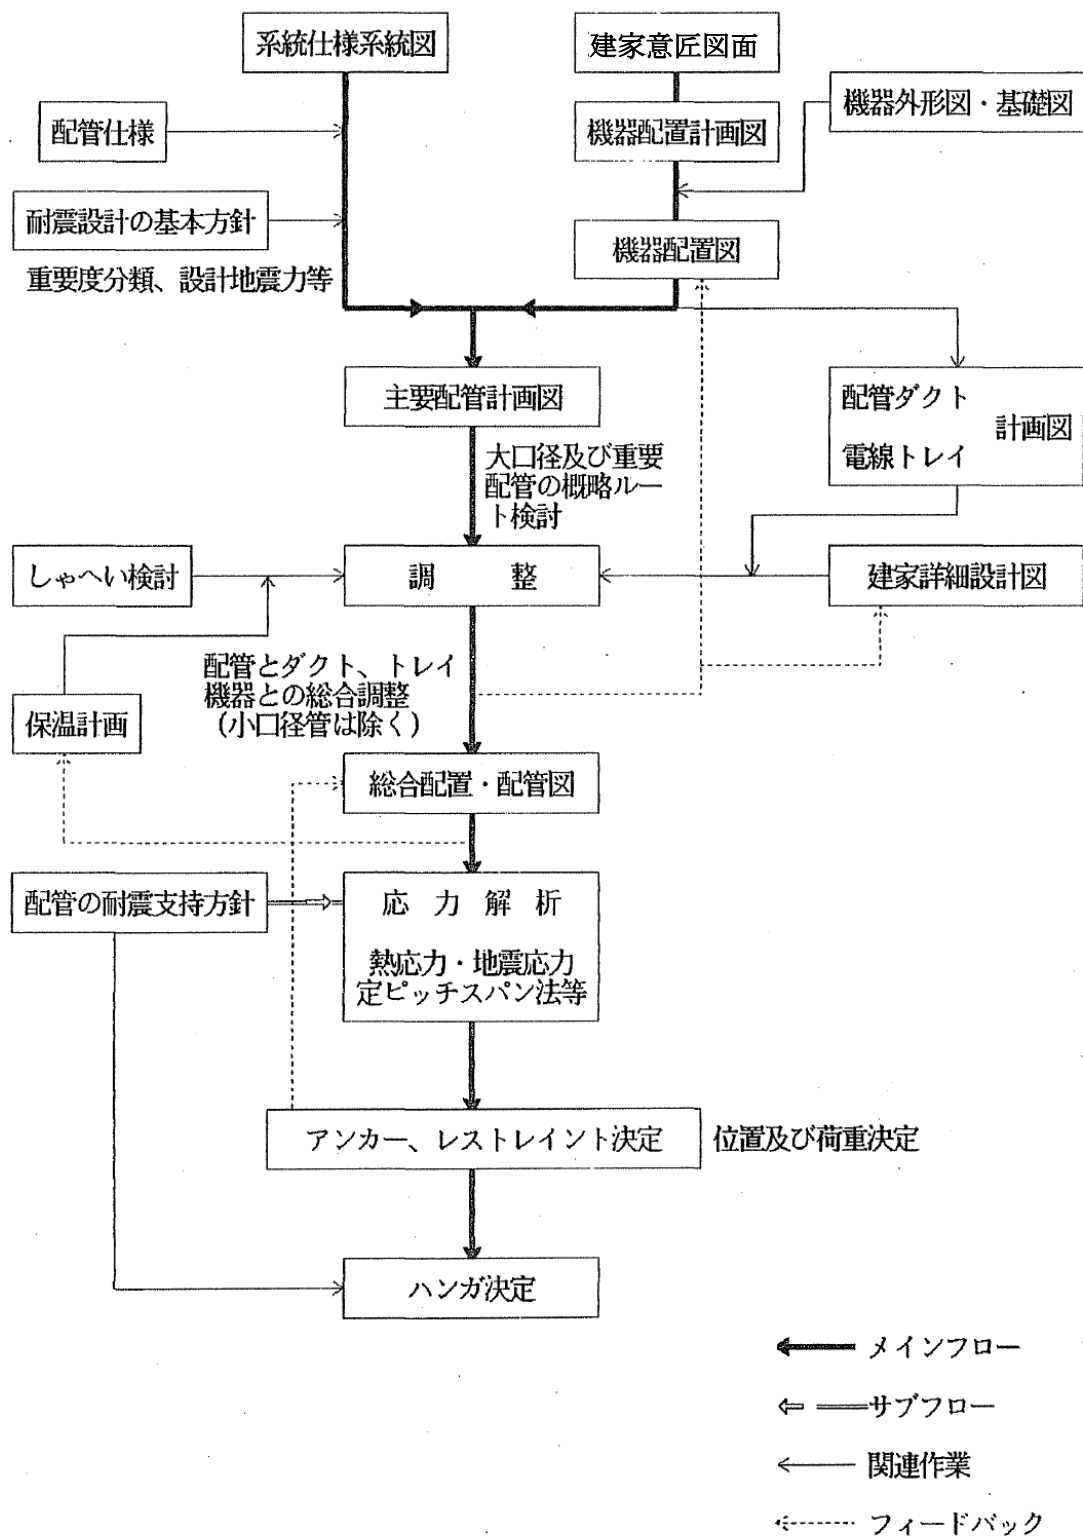 系統仕様系統図
建家意匠図面
機器外形図・基礎図
配管仕様
機器配置計画図
耐震設計の基本方針
重要度分類、設計地震力等
機器配置図
主要配管計画図
配管ダクト
計画図
電線トレイ
大口径及び重要
配管の概略ルー
ト検討
しゃへい検討
調整
建家詳細設計図
配管とダクト、トレイ
機器との総合調整
(小口径管は除く)
保温計画
総合配置・配管図
配管の耐震支持方針
応力解析
熱応力・地震応力
定ピッチスパン法等
アンカー、レストレイント決定
位置及び荷重決定
ハンガ決定
メインフロー
サブフロー
関連作業
フィードバック